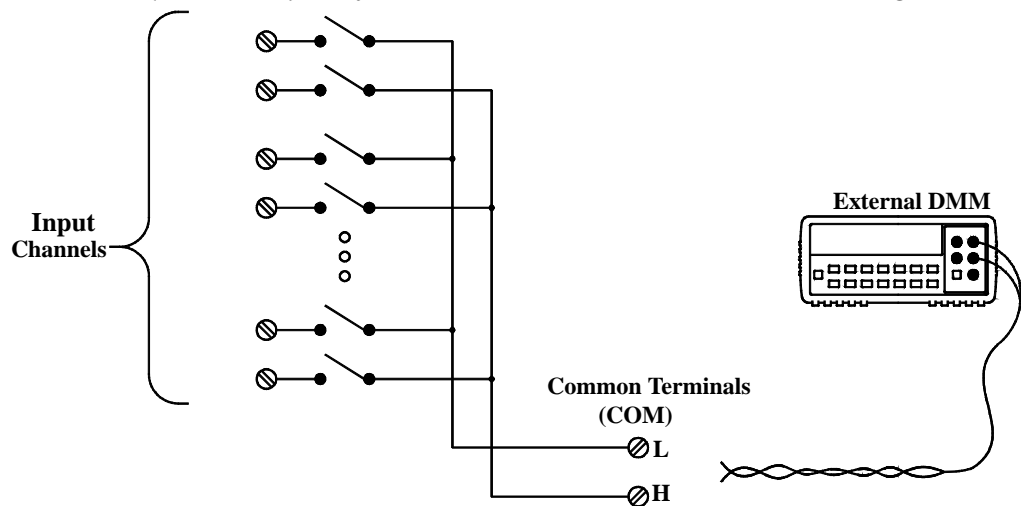 External DMM
Input
Channels
Common Terminals
(COM)
L
H